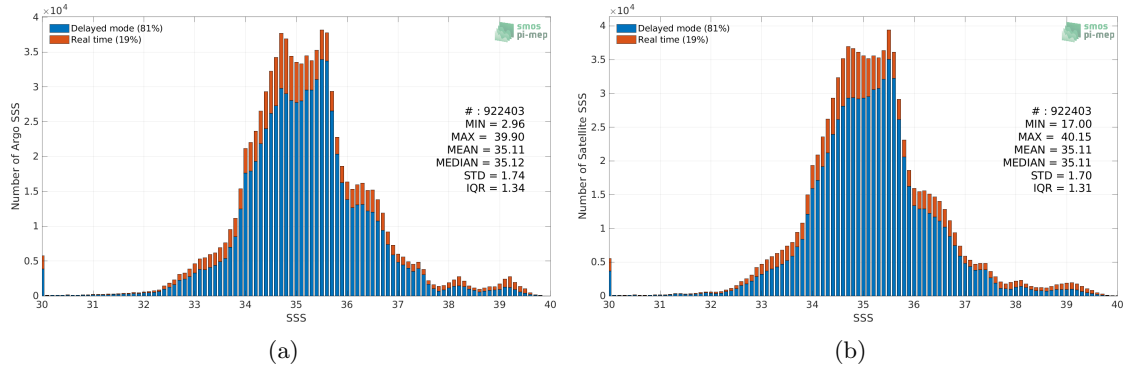 ×10⁴
Delayed mode (81%)
Real time (19%)
smos
pi-mep
# : 922403
MIN = 2.96
MAX = 39.90
MEAN = 35.11
MEDIAN = 35.12
STD = 1.74
IQR = 1.34
Number of Argo SSS
4
3.5
3
2.5
2
1.5
1
0.5
0
30 31 32 33 34 35 36 37 38 39 40
SSS
(a)
×10⁴
Delayed mode (81%)
Real time (19%)
smos
pi-mep
# : 922403
MIN = 17.00
MAX = 40.15
MEAN = 35.11
MEDIAN = 35.11
STD = 1.70
IQR = 1.31
Number of Satellite SSS
4
3.5
3
2.5
2
1.5
1
0.5
0
30 31 32 33 34 35 36 37 38 39 40
SSS
(b)